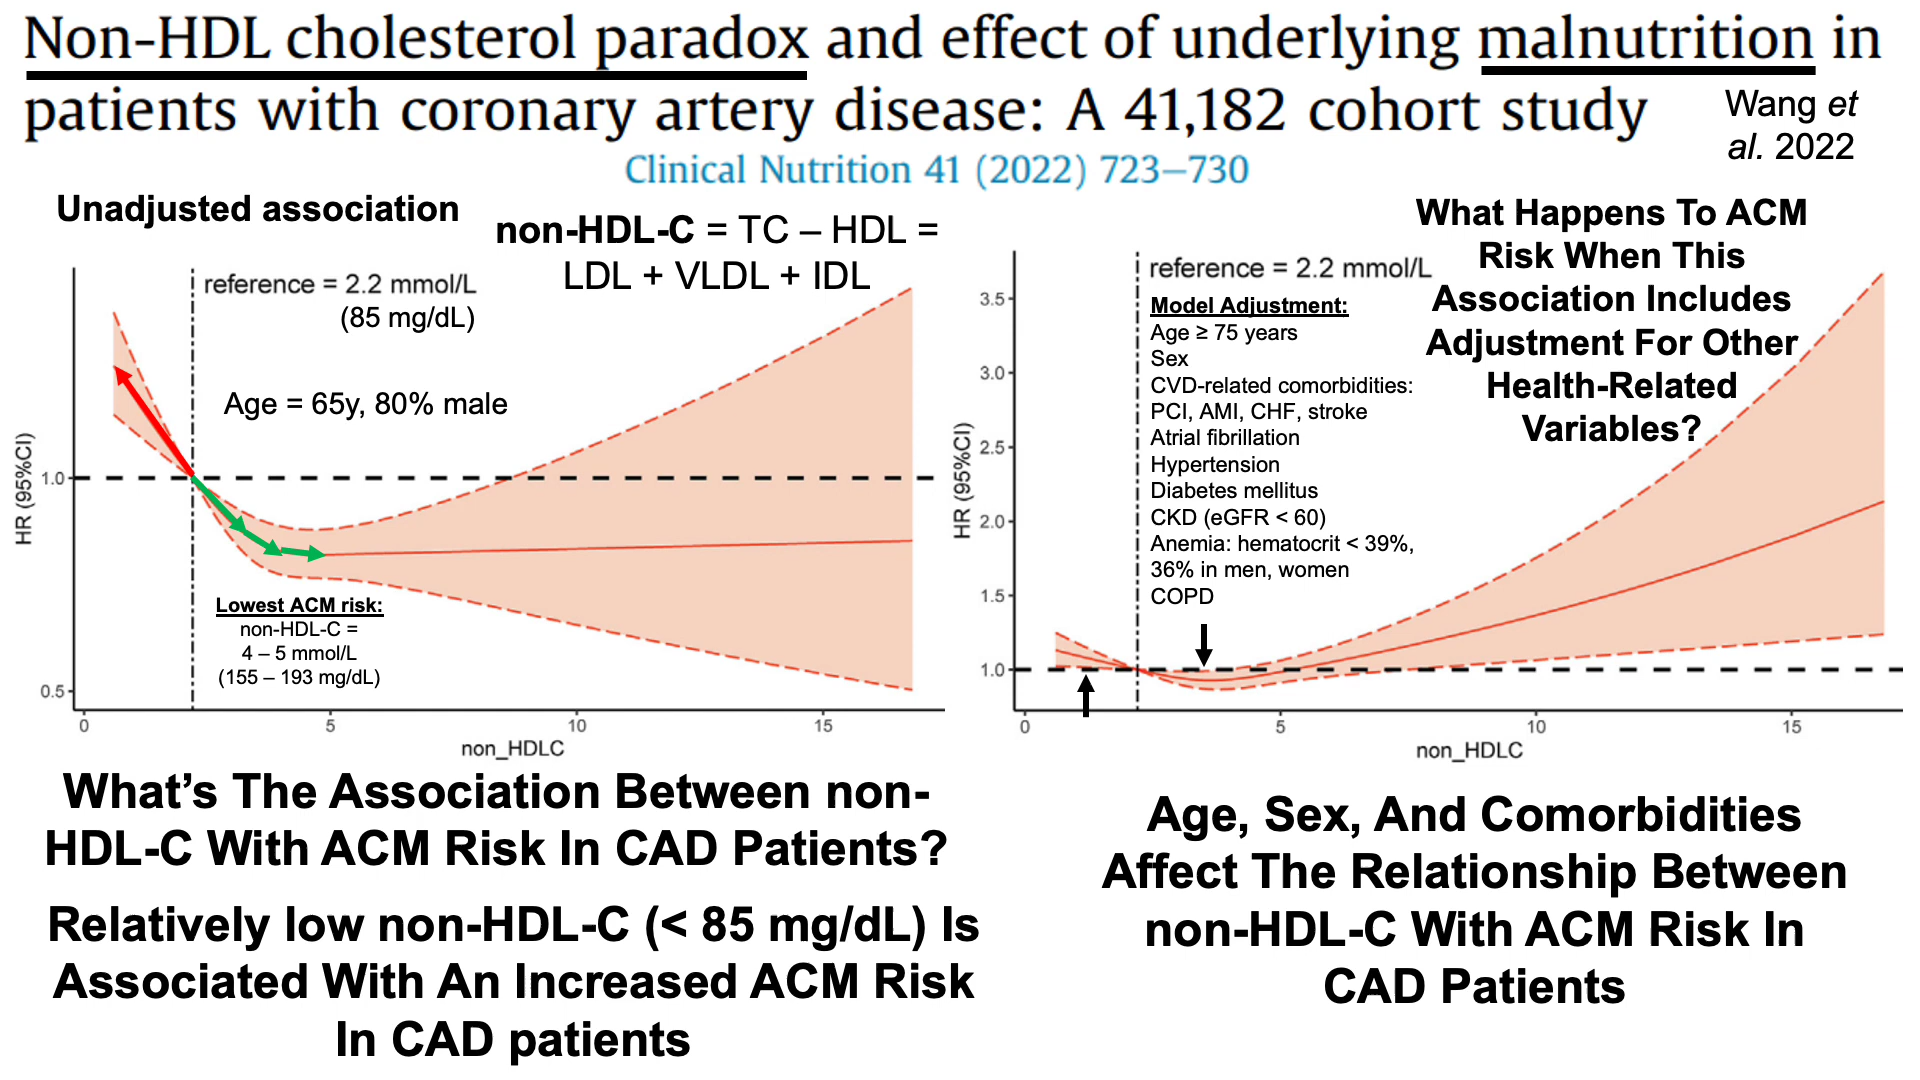 Non-HDL cholesterol paradox and effect of underlying malnutrition in
patients with coronary artery disease: A 41,182 cohort study
Wang et
al. 2022
Clinical Nutrition 41 (2022) 723–730
Unadjusted association
non-HDL-C = TC – HDL =
LDL + VLDL + IDL
reference = 2.2 mmol/L
(85 mg/dL)
Age = 65y, 80% male
HR (95%CI)
1.0
0.5
Lowest ACM risk:
non-HDL-C =
4 – 5 mmol/L
(155 – 193 mg/dL)
0
5
10
15
non_HDLC
What's The Association Between non-
HDL-C With ACM Risk In CAD Patients?
Relatively low non-HDL-C (< 85 mg/dL) Is
Associated With An Increased ACM Risk
In CAD patients
What Happens To ACM
Risk When This
Association Includes
Adjustment For Other
Health-Related
Variables?
reference = 2.2 mmol/L
Model Adjustment:
Age ≥ 75 years
Sex
CVD-related comorbidities:
PCI, AMI, CHF, stroke
Atrial fibrillation
Hypertension
Diabetes mellitus
CKD (eGFR < 60)
Anemia: hematocrit < 39%,
36% in men, women
COPD
HR (95%CI)
3.5
3.0
2.5
2.0
1.5
1.0
0
5
10
15
non_HDLC
Age, Sex, And Comorbidities
Affect The Relationship Between
non-HDL-C With ACM Risk In
CAD Patients